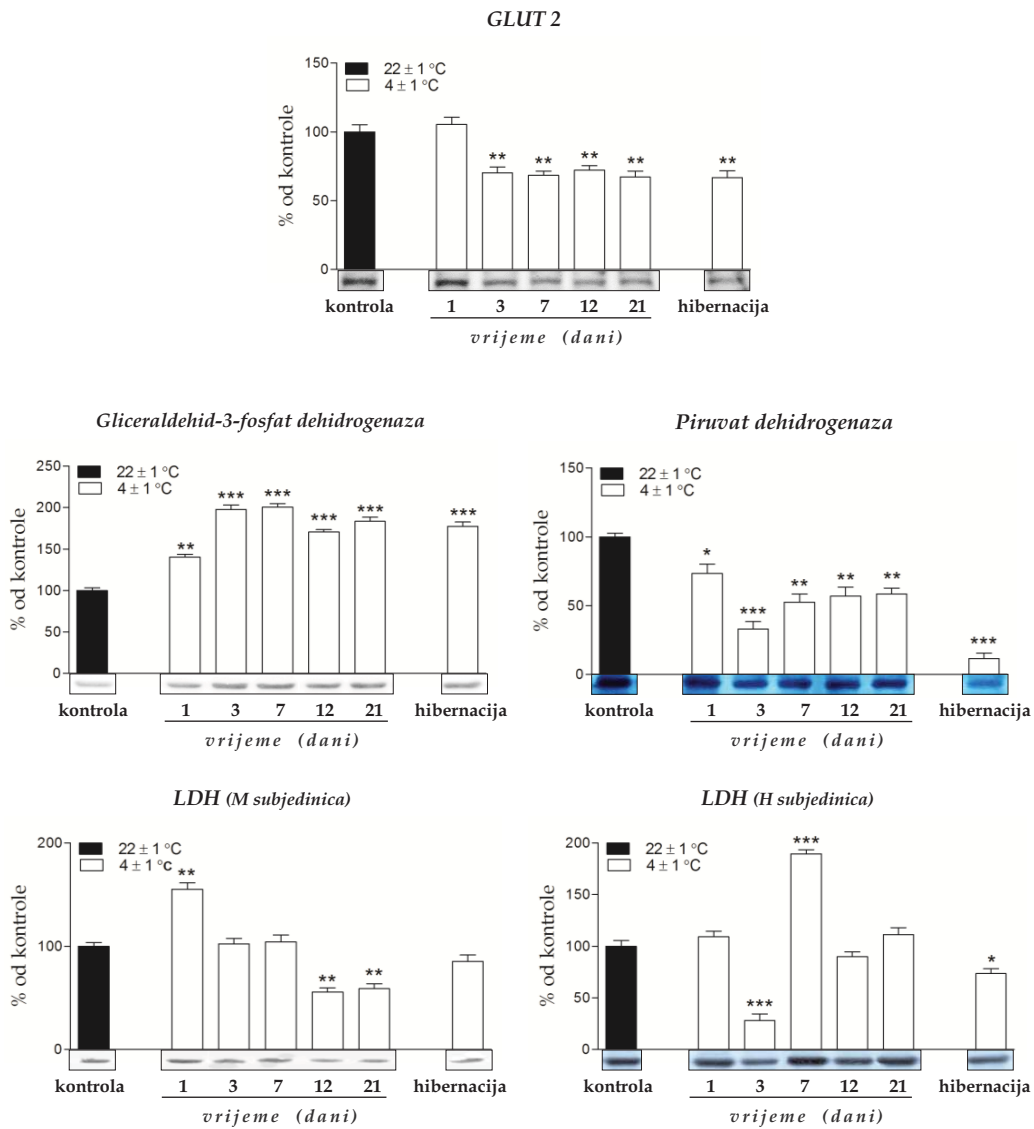 GLUT 2
22 ± 1 °C
4 ± 1 °C
% od kontrole
150
100
50
0
** ** ** ** **
kontrola 1 3 7 12 21 hibernacija
vrijeme (dani)
Gliceraldehid-3-fosfat dehidrogenaza
22 ± 1 °C
4 ± 1 °C
% od kontrole
250
200
150
100
50
0
** *** *** *** *** ***
kontrola 1 3 7 12 21 hibernacija
vrijeme (dani)
Piruvat dehidrogenaza
22 ± 1 °C
4 ± 1 °C
% od kontrole
150
100
50
0
* *** ** ** ** ***
kontrola 1 3 7 12 21 hibernacija
vrijeme (dani)
LDH (M subjedinica)
22 ± 1 °C
4 ± 1 °c
% od kontrole
200
100
0
** ** **
kontrola 1 3 7 12 21 hibernacija
vrijeme (dani)
LDH (H subjedinica)
22 ± 1 °C
4 ± 1 °C
% od kontrole
200
150
100
50
0
*** *** *
kontrola 1 3 7 12 21 hibernacija
vrijeme (dani)